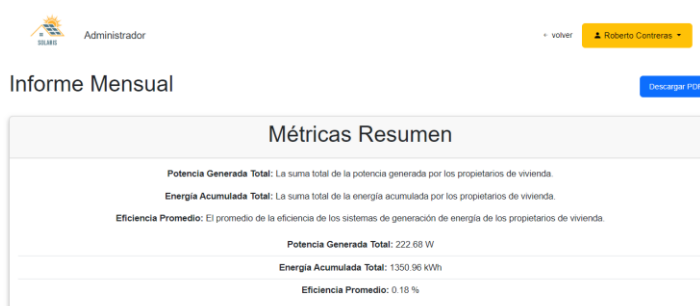 SOLARIS
Administrador
volver
Roberto Contreras
Informe Mensual
Descargar PDF
Métricas Resumen
Potencia Generada Total: La suma total de la potencia generada por los propietarios de vivienda.
Energía Acumulada Total: La suma total de la energía acumulada por los propietarios de vivienda.
Eficiencia Promedio: El promedio de la eficiencia de los sistemas de generación de energía de los propietarios de vivienda.
Potencia Generada Total: 222.68 W
Energía Acumulada Total: 1350.96 kWh
Eficiencia Promedio: 0.18 %